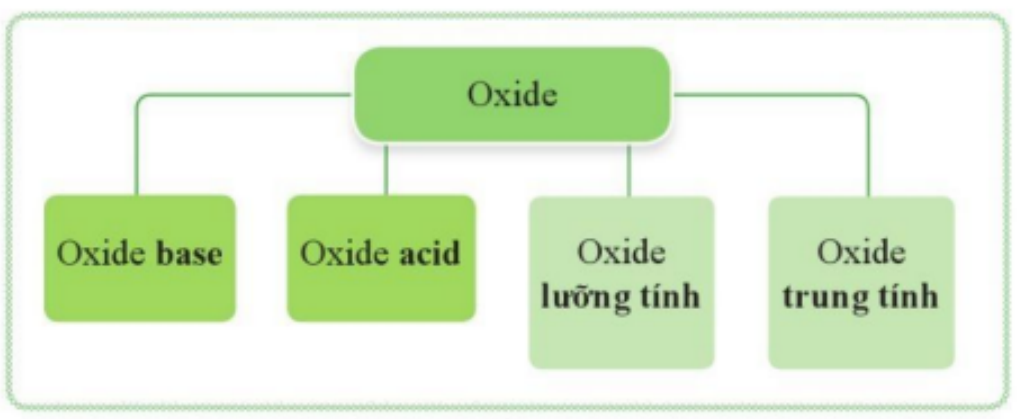 Oxide
Oxide base
Oxide acid
Oxide
lưỡng tính
Oxide
trung tính